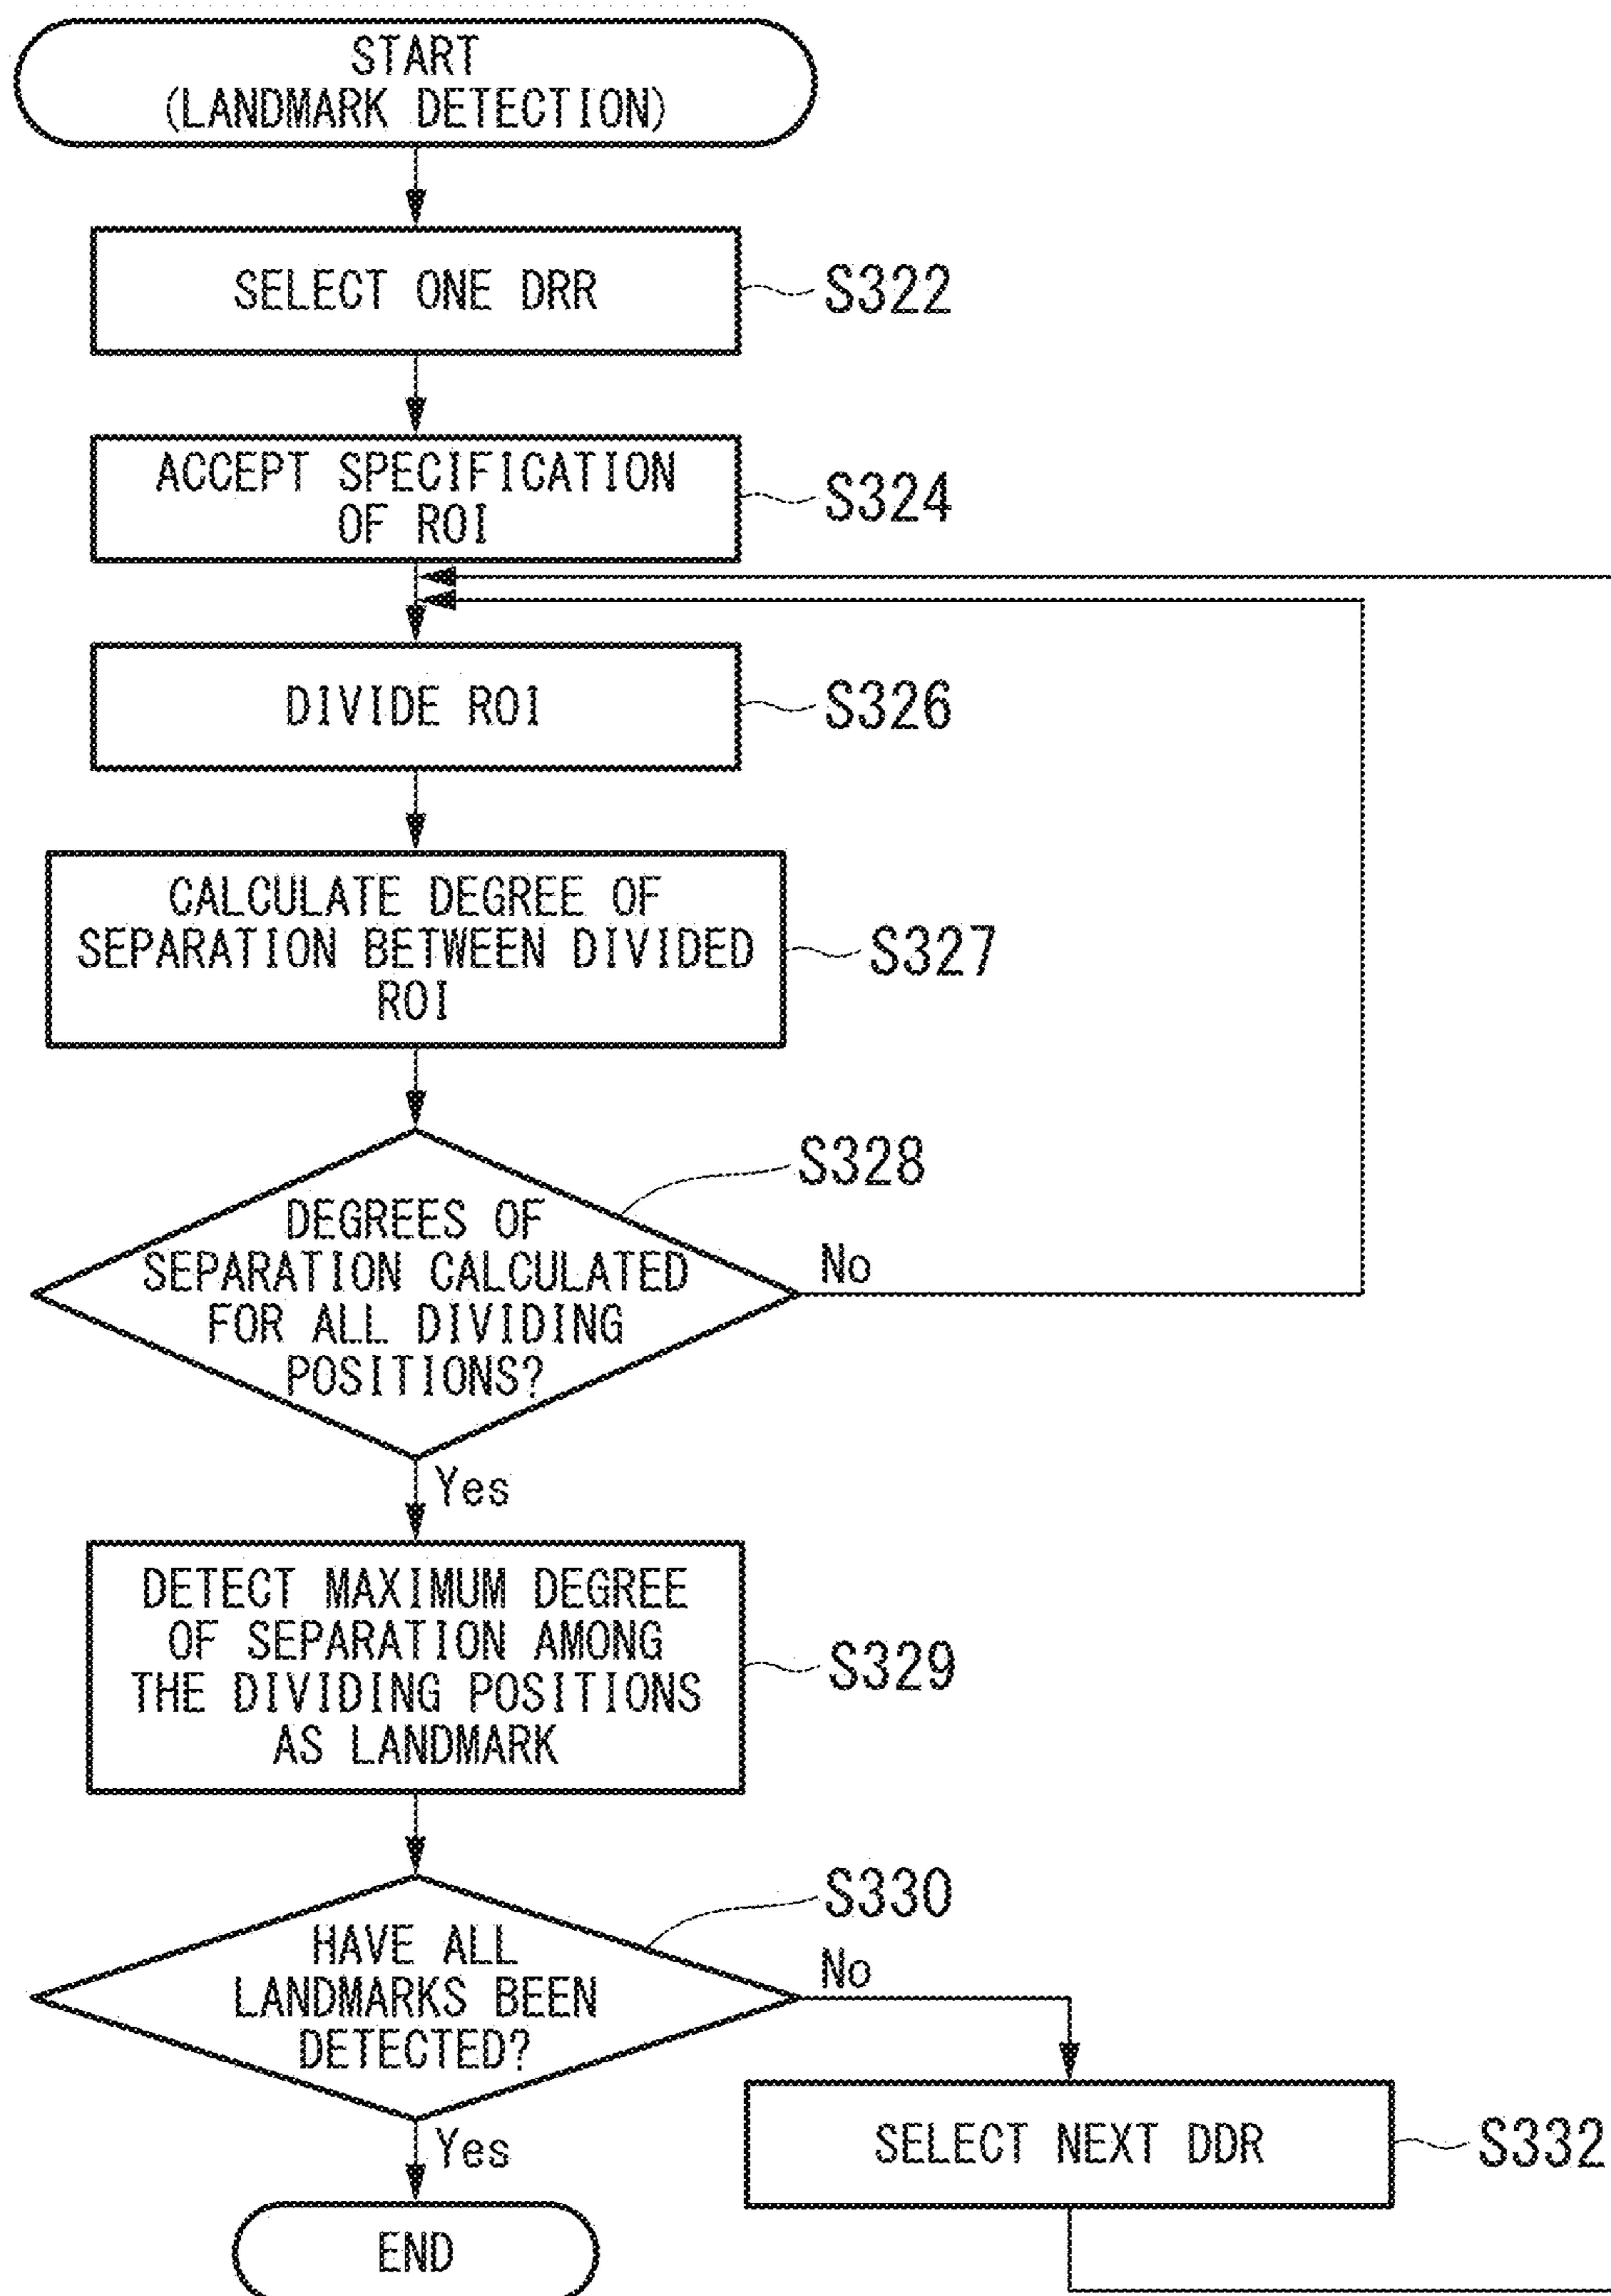 START
(LANDMARK DETECTION)
SELECT ONE DRR
S322
ACCEPT SPECIFICATION
OF ROI
S324
DIVIDE ROI
S326
CALCULATE DEGREE OF
SEPARATION BETWEEN DIVIDED
ROI
S327
S328
DEGREES OF
SEPARATION CALCULATED
FOR ALL DIVIDING
POSITIONS?
No
Yes
DETECT MAXIMUM DEGREE
OF SEPARATION AMONG
THE DIVIDING POSITIONS
AS LANDMARK
S329
S330
HAVE ALL
LANDMARKS BEEN
DETECTED?
No
Yes
SELECT NEXT DDR
S332
END